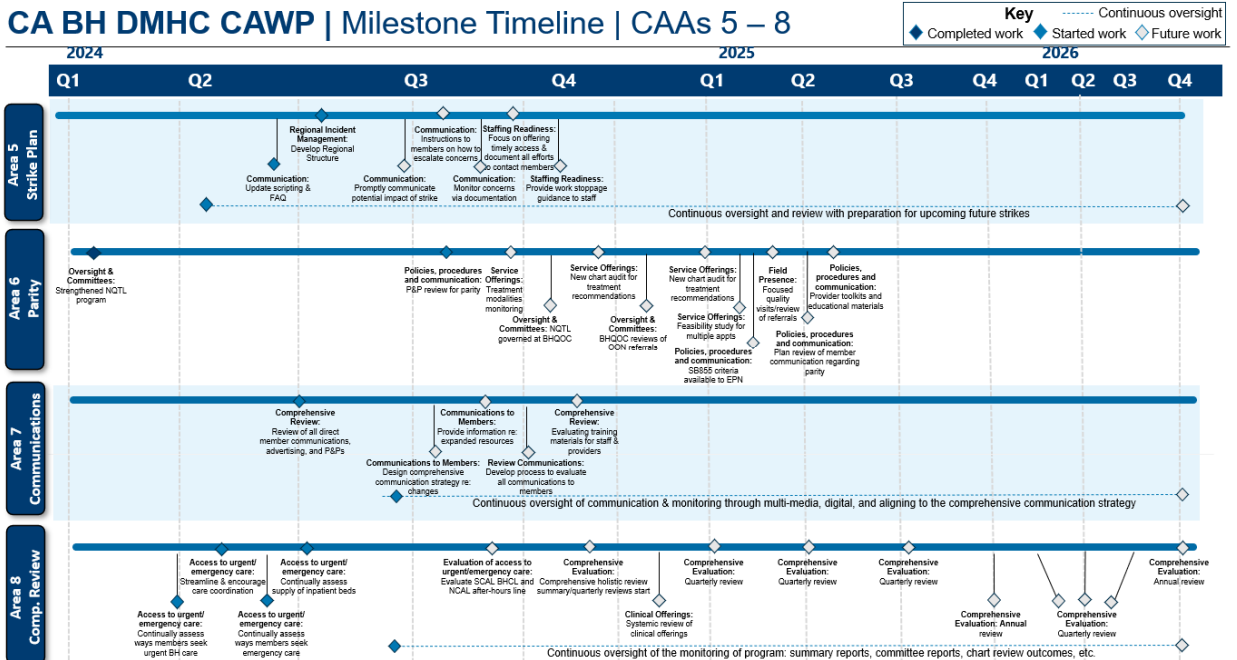 CA BH DMHC CAWP | Milestone Timeline | CAAs 5 – 8
Key
Continuous oversight
Completed work
Started work
Future work
2024
2025
2026
Q1
Q2
Q3
Q4
Q1
Q2
Q3
Q4
Q1
Q2
Q3
Q4
Area 5
Strike Plan
Regional Incident
Management:
Develop Regional
Structure
Communication:
Instructions to
members on how to
escalate concerns
Staffing Readiness:
Focus on offering
timely access &
document all efforts
to contact members
Communication:
Update scripting &
FAQ
Communication:
Promptly communicate
potential impact of strike
Communication:
Monitor concerns
via documentation
Staffing Readiness:
Provide work stoppage
guidance to staff
Continuous oversight and review with preparation for upcoming future strikes
Area 6
Parity
Oversight &
Committees:
Strengthened NQTL
program
Policies, procedures
and communication:
P&P review for parity
Service
Offerings:
Treatment
modalities
monitoring
Oversight &
Committees: NQTL
governed at BHQOC
Service Offerings:
New chart audit for
treatment
recommendations
Oversight &
Committees:
BHQOC reviews of
OON referrals
Service Offerings:
New chart audit for
treatment
recommendations
Service Offerings:
Feasibility study for
multiple appts
Policies, procedures
and communication:
SB855 criteria
available to EPN
Field
Presence:
Focused
quality
visits/review
of referrals
Policies, procedures
and communication:
Plan review of member
communication regarding
parity
Policies,
procedures and
communication:
Provider toolkits and
educational materials
Area 7
Communications
Comprehensive
Review:
Review of all direct
member communications,
advertising, and P&Ps
Communications to Members:
Design comprehensive
communication strategy re:
changes
Communications to
Members:
Provide information re:
expanded resources
Review Communications:
Develop process to evaluate
all communications to
members
Comprehensive
Review:
Evaluating training
materials for staff &
providers
Continuous oversight of communication & monitoring through multi-media, digital, and aligning to the comprehensive communication strategy
Area 8
Comp. Review
Access to urgent/
emergency care:
Streamline & encourage
care coordination
Access to urgent/
emergency care:
Continually assess
supply of inpatient beds
Access to urgent/
emergency care:
Continually assess
ways members seek
urgent BH care
Access to urgent/
emergency care:
Continually assess
ways members seek
emergency care
Evaluation of access to
urgent/emergency care:
Evaluate SCAL BHCL and
NCAL after-hours line
Comprehensive
Evaluation:
Comprehensive holistic review
summary/quarterly reviews start
Clinical Offerings:
Systemic review of
clinical offerings
Comprehensive
Evaluation:
Quarterly review
Comprehensive
Evaluation:
Quarterly review
Comprehensive
Evaluation:
Quarterly review
Comprehensive
Evaluation: Annual
review
Comprehensive
Evaluation:
Quarterly review
Comprehensive
Evaluation:
Annual review
Continuous oversight of the monitoring of program: summary reports, committee reports, chart review outcomes, etc.